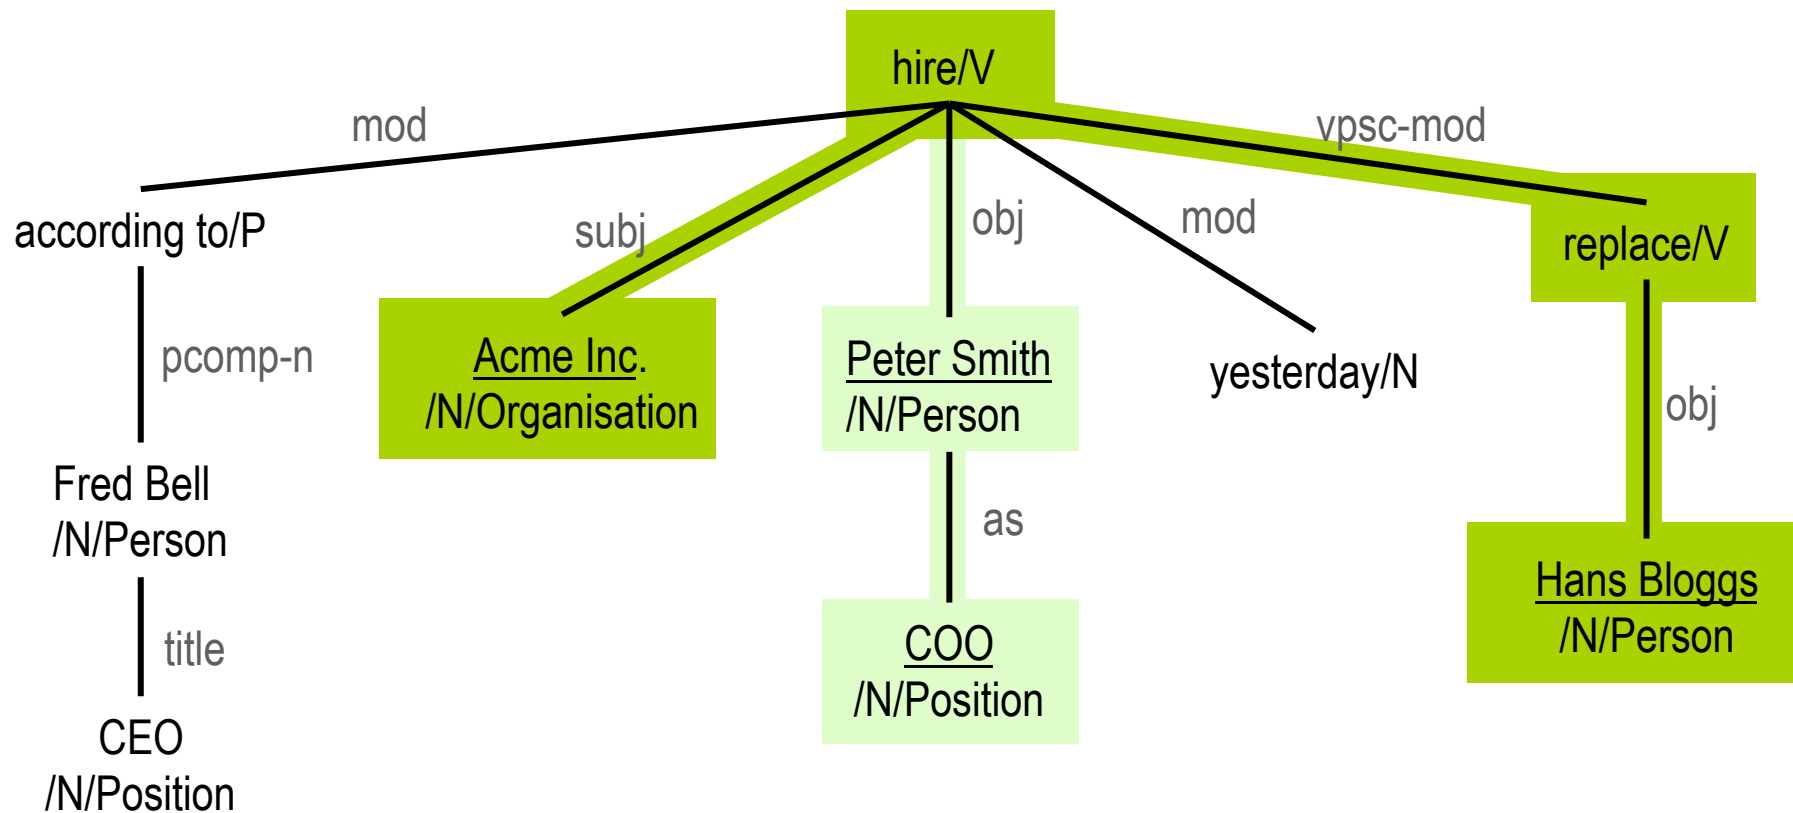 hire/V
mod
vpsc-mod
according to/P
subj
obj
mod
replace/V
pcomp-n
Acme Inc.
/N/Organisation
Peter Smith
/N/Person
yesterday/N
obj
Fred Bell
/N/Person
as
Hans Bloggs
/N/Person
title
COO
/N/Position
CEO
/N/Position